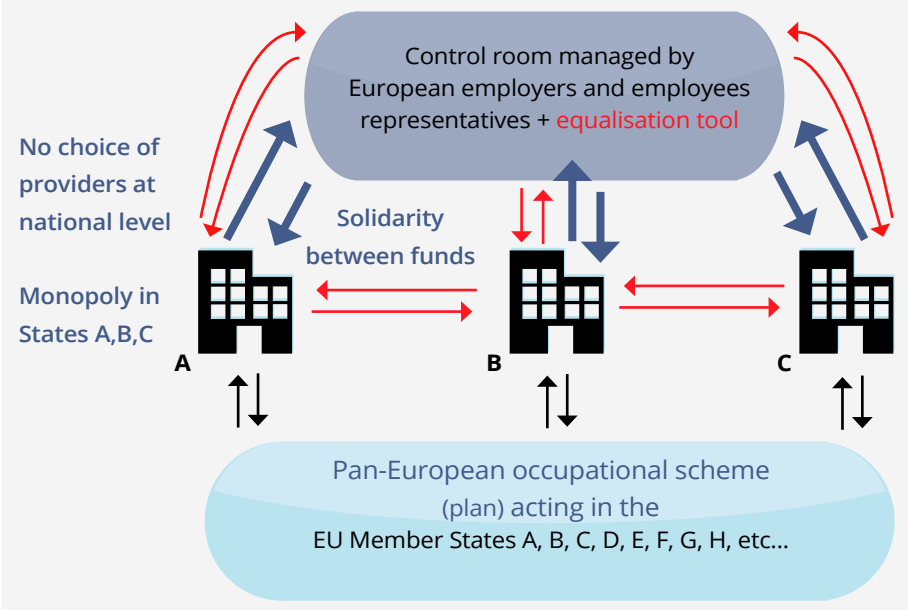 Control room managed by
European employers and employees
representatives + equalisation tool
No choice of
providers at
national level
Solidarity
between funds
Monopoly in
States A,B,C
A
B
C
Pan-European occupational scheme
(plan) acting in the
EU Member States A, B, C, D, E, F, G, H, etc...